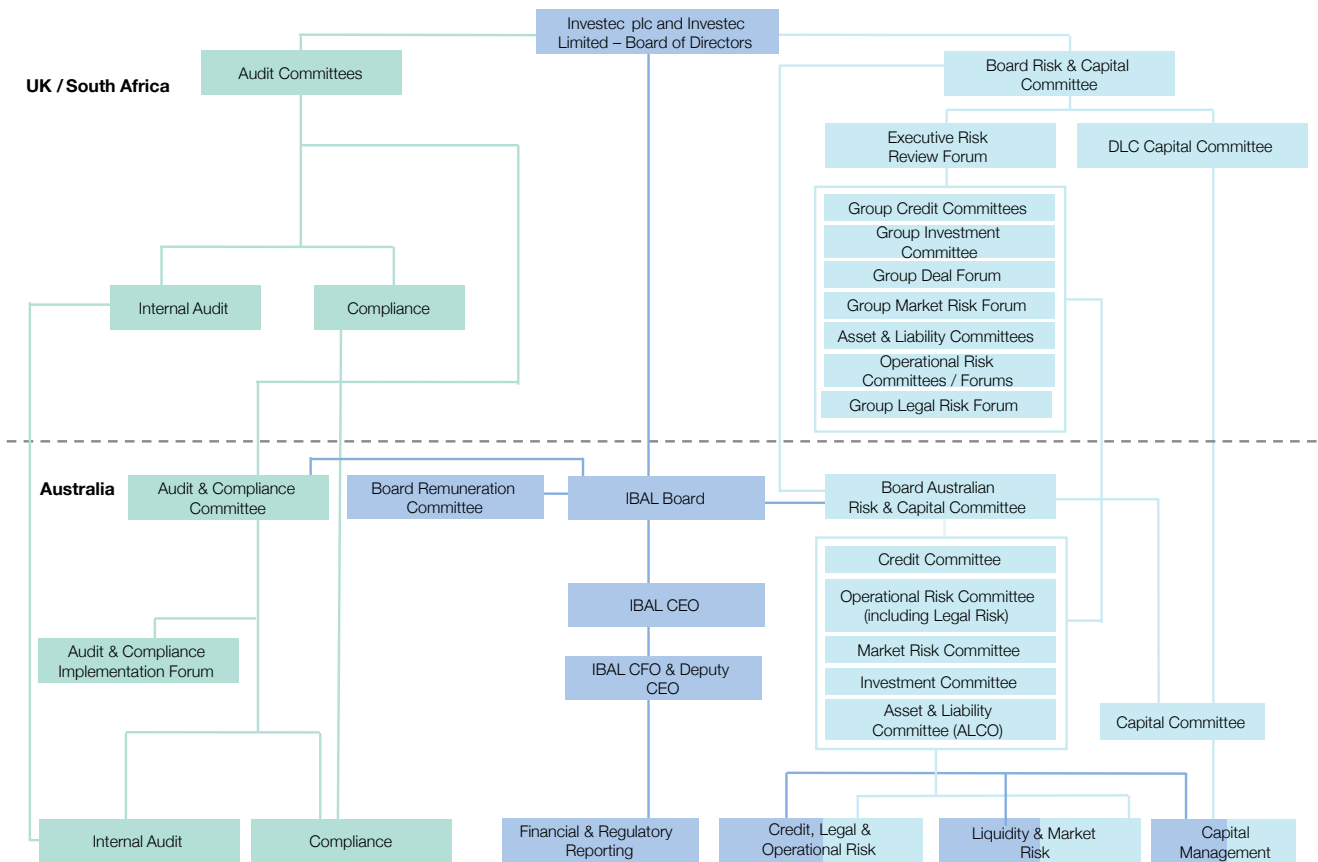 Investec plc and Investec
Limited – Board of Directors
UK / South Africa
Audit Committees
Board Risk & Capital
Committee
Executive Risk
Review Forum
DLC Capital Committee
Group Credit Committees
Group Investment
Committee
Group Deal Forum
Group Market Risk Forum
Asset & Liability Committees
Operational Risk
Committees / Forums
Group Legal Risk Forum
Internal Audit
Compliance
Australia
Audit & Compliance
Committee
Board Remuneration
Committee
IBAL Board
Board Australian
Risk & Capital Committee
Credit Committee
Operational Risk Committee
(including Legal Risk)
Market Risk Committee
Investment Committee
Asset & Liability
Committee (ALCO)
IBAL CEO
Audit & Compliance
Implementation Forum
IBAL CFO & Deputy
CEO
Capital Committee
Internal Audit
Compliance
Financial & Regulatory
Reporting
Credit, Legal &
Operational Risk
Liquidity & Market
Risk
Capital
Management